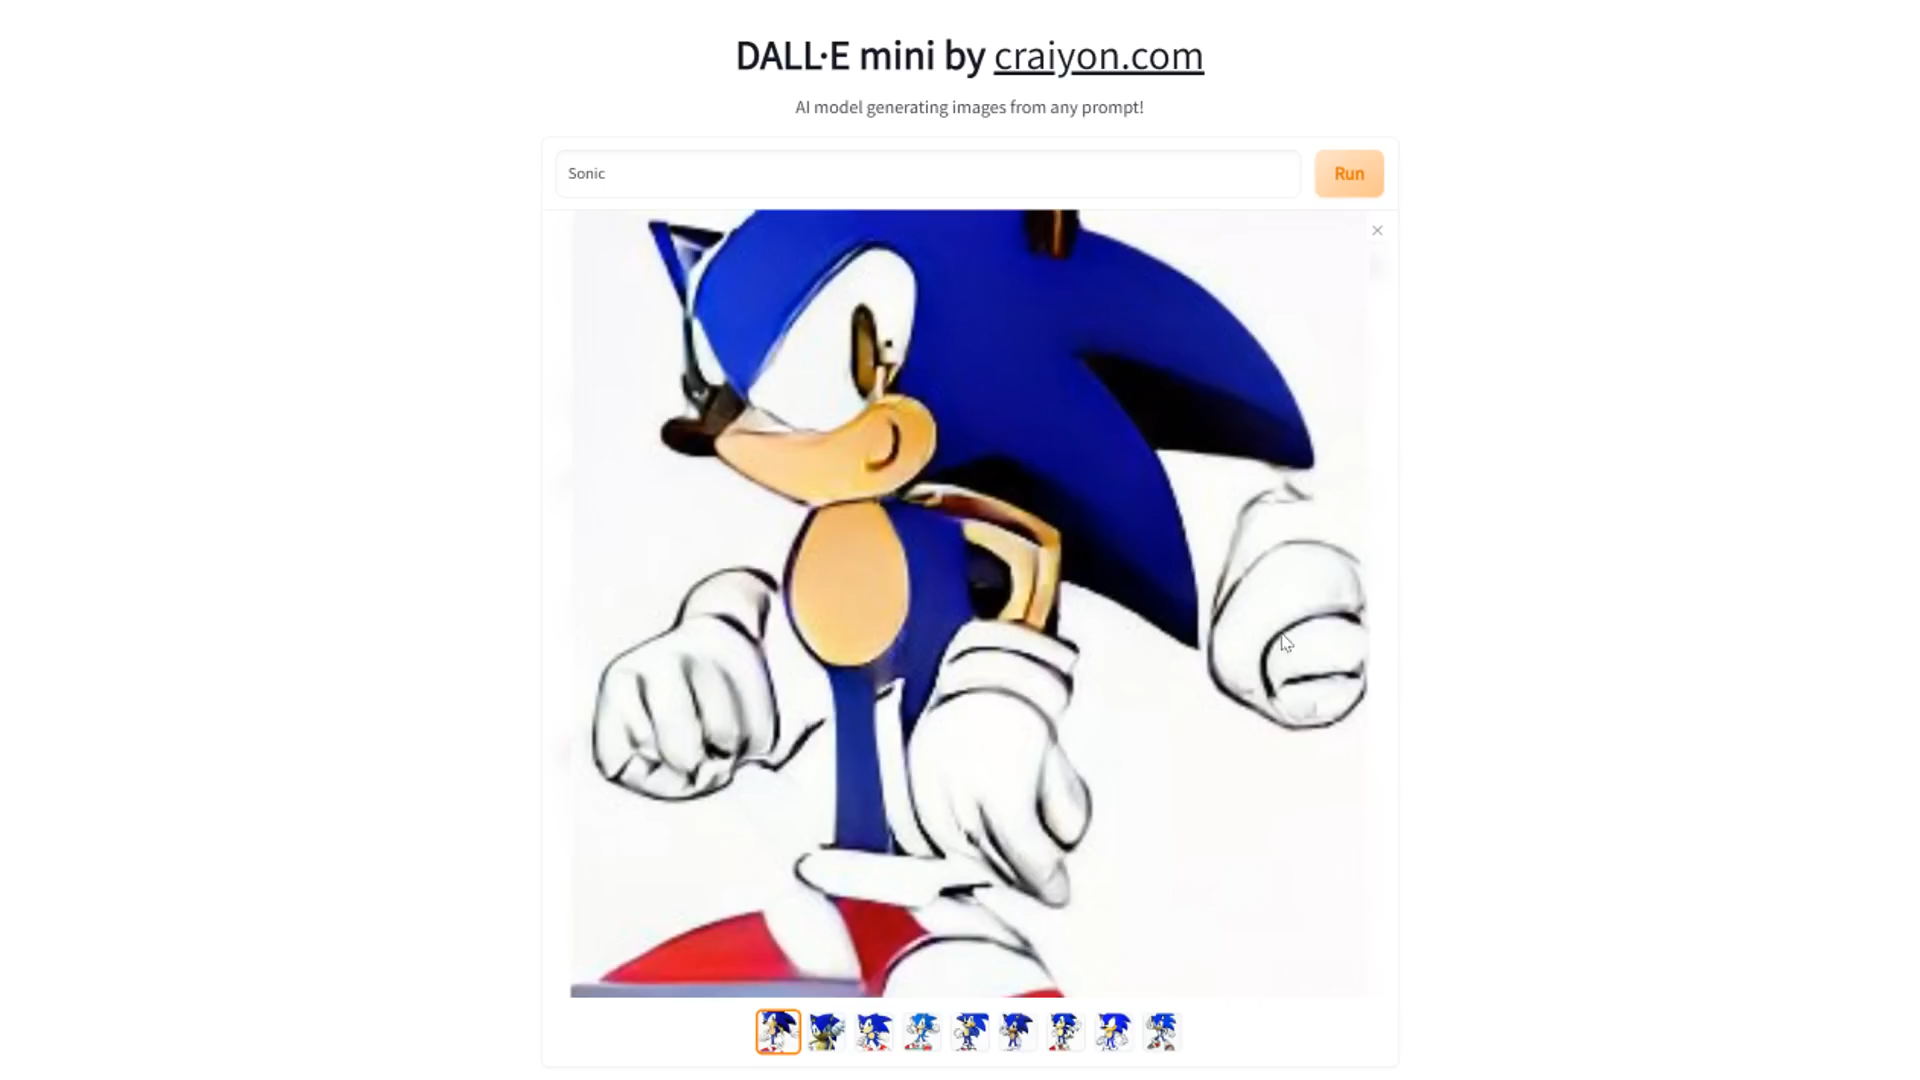 DALL·E mini by craiyon.com
AI model generating images from any prompt!
Sonic
Run